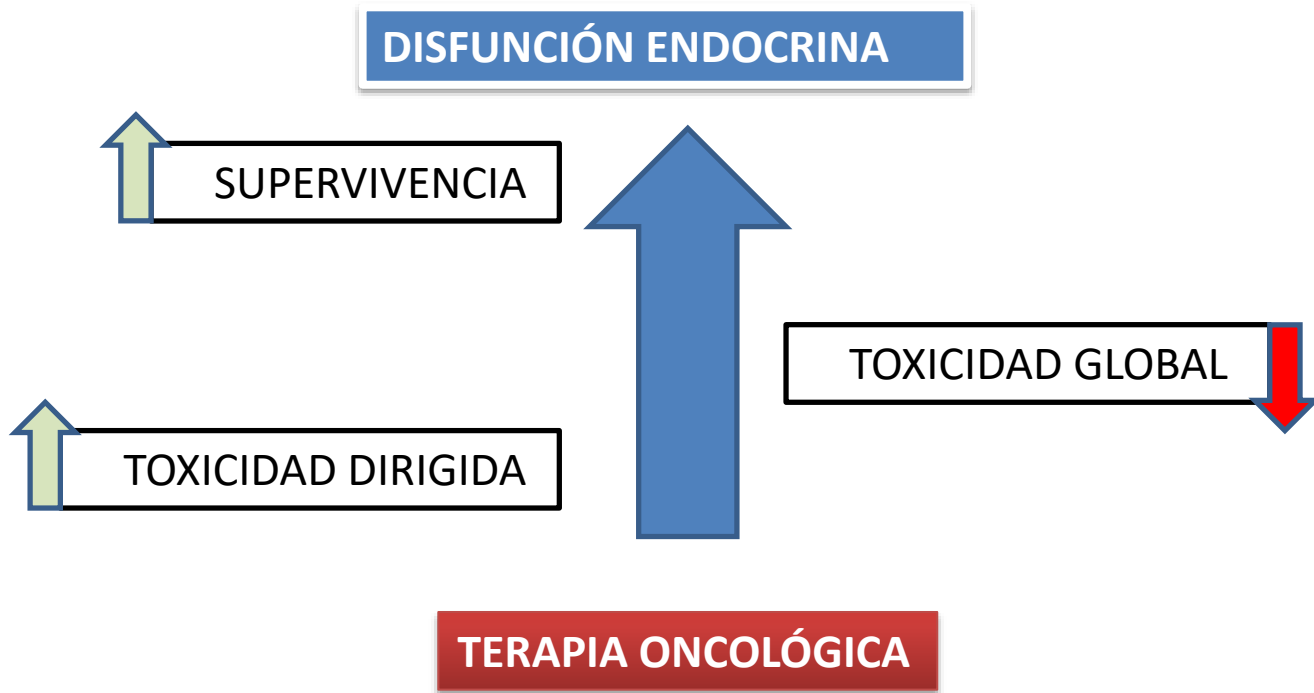 DISFUNCIÓN ENDOCRINA
SUPERVIVENCIA
TOXICIDAD GLOBAL
TOXICIDAD DIRIGIDA
TERAPIA ONCOLÓGICA